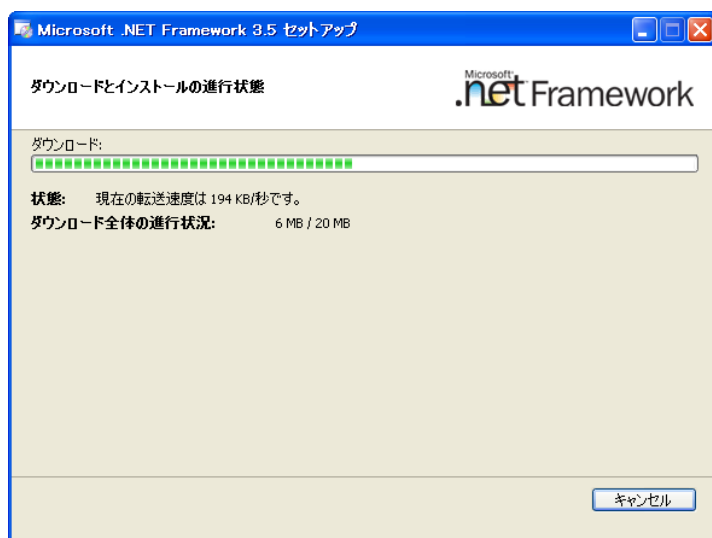 Microsoft .NET Framework 3.5 セットアップ
ダウンロードとインストールの進行状態
Microsoft
.net Framework
ダウンロード:
状態: 現在の転送速度は 194 KB/秒です。
ダウンロード全体の進行状況: 6 MB / 20 MB
キャンセル